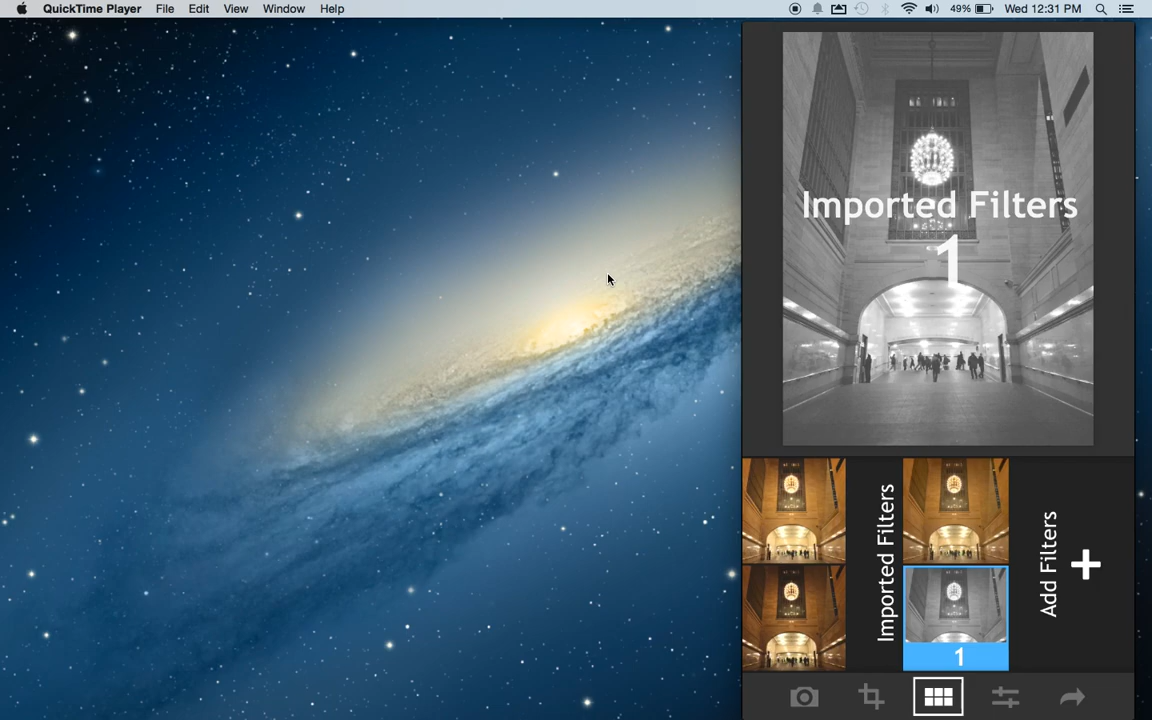 QuickTime Player File Edit View Window Help 49% Wed 12:31 PM
Imported Filters
1
Imported Filters
1
Add Filters